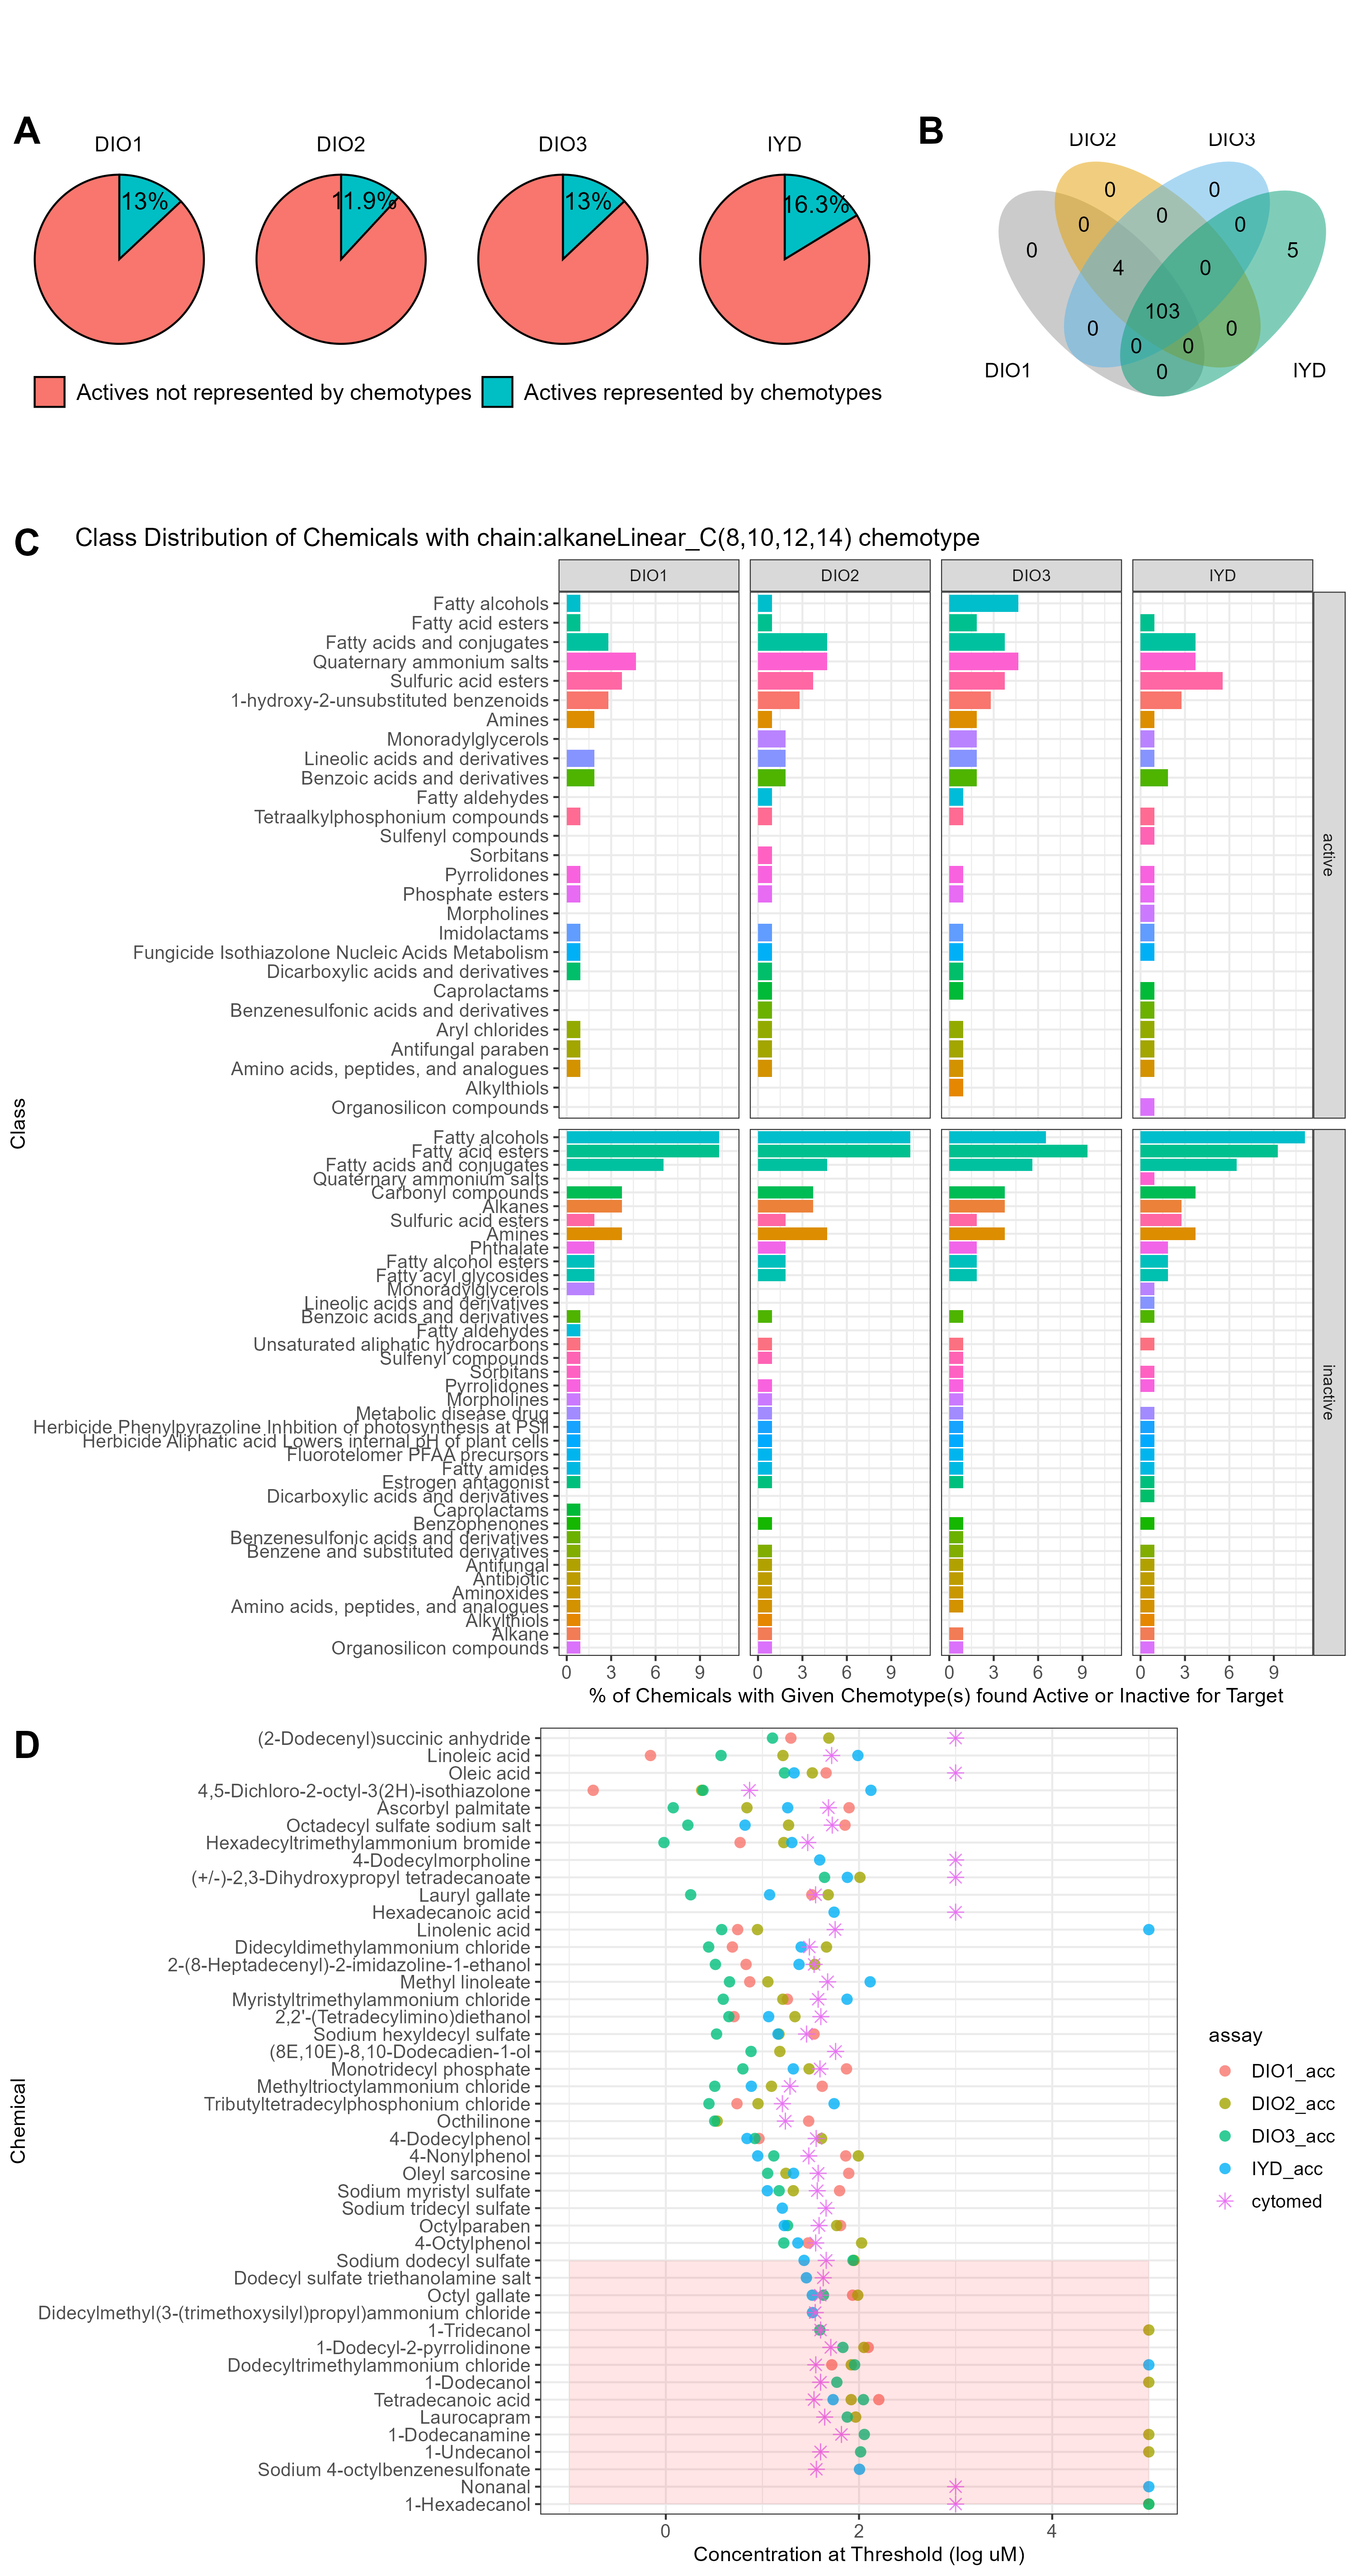 A
B
DIO1
DIO2
DIO3
IYD
13%
11.9%
13%
16.3%
Actives not represented by chemotypes
Actives represented by chemotypes
DIO2
DIO3
0
0
0
0
0
0
5
4
0
103
0
0
0
0
0
DIO1
IYD
C
Class Distribution of Chemicals with chain:alkaneLinear_C(8,10,12,14) chemotype
DIO1
DIO2
DIO3
IYD
Class
Fatty alcohols
Fatty acid esters
Fatty acids and conjugates
Quaternary ammonium salts
Sulfuric acid esters
1-hydroxy-2-unsubstituted benzenoids
Amines
Monoradylglycerols
Lineolic acids and derivatives
Benzoic acids and derivatives
Fatty aldehydes
Tetraalkylphosphonium compounds
Sulfenyl compounds
Sorbitans
Pyrrolidones
Phosphate esters
Morpholines
Imidolactams
Fungicide Isothiazolone Nucleic Acids Metabolism
Dicarboxylic acids and derivatives
Caprolactams
Benzenesulfonic acids and derivatives
Aryl chlorides
Antifungal paraben
Amino acids, peptides, and analogues
Alkylthiols
Organosilicon compounds
active
Fatty alcohols
Fatty acid esters
Fatty acids and conjugates
Quaternary ammonium salts
Carbonyl compounds
Alkanes
Sulfuric acid esters
Amines
Phthalate
Fatty alcohol esters
Fatty acyl glycosides
Monoradylglycerols
Lineolic acids and derivatives
Benzoic acids and derivatives
Fatty aldehydes
Unsaturated aliphatic hydrocarbons
Sulfenyl compounds
Sorbitans
Pyrrolidones
Morpholines
Metabolic disease drug
Herbicide Phenylpyrazoline Inhbition of photosynthesis at PSII
Herbicide Aliphatic acid Lowers internal pH of plant cells
Fluorotelomer PFAA precursors
Fatty amides
Estrogen antagonist
Dicarboxylic acids and derivatives
Caprolactams
Benzophenones
Benzenesulfonic acids and derivatives
Benzene and substituted derivatives
Antifungal
Antibiotic
Aminoxides
Amino acids, peptides, and analogues
Alkylthiols
Alkane
Organosilicon compounds
inactive
0 3 6 9
0 3 6 9
0 3 6 9
0 3 6 9
% of Chemicals with Given Chemotype(s) found Active or Inactive for Target
D
Chemical
(2-Dodecenyl)succinic anhydride
Linoleic acid
Oleic acid
4,5-Dichloro-2-octyl-3(2H)-isothiazolone
Ascorbyl palmitate
Octadecyl sulfate sodium salt
Hexadecyltrimethylammonium bromide
4-Dodecylmorpholine
(+/-)-2,3-Dihydroxypropyl tetradecanoate
Lauryl gallate
Hexadecanoic acid
Linolenic acid
Didecyldimethylammonium chloride
2-(8-Heptadecenyl)-2-imidazoline-1-ethanol
Methyl linoleate
Myristyltrimethylammonium chloride
2,2'-(Tetradecylimino)diethanol
Sodium hexyldecyl sulfate
(8E,10E)-8,10-Dodecadien-1-ol
Monotridecyl phosphate
Methyltrioctylammonium chloride
Tributyltetradecylphosphonium chloride
Octhilinone
4-Dodecylphenol
4-Nonylphenol
Oleyl sarcosine
Sodium myristyl sulfate
Sodium tridecyl sulfate
Octylparaben
4-Octylphenol
Sodium dodecyl sulfate
Dodecyl sulfate triethanolamine salt
Octyl gallate
Didecylmethyl(3-(trimethoxysilyl)propyl)ammonium chloride
1-Tridecanol
1-Dodecyl-2-pyrrolidinone
Dodecyltrimethylammonium chloride
1-Dodecanol
Tetradecanoic acid
Laurocapram
1-Dodecanamine
1-Undecanol
Sodium 4-octylbenzenesulfonate
Nonanal
1-Hexadecanol
0 2 4
Concentration at Threshold (log uM)
assay
DIO1_acc
DIO2_acc
DIO3_acc
IYD_acc
cytomed